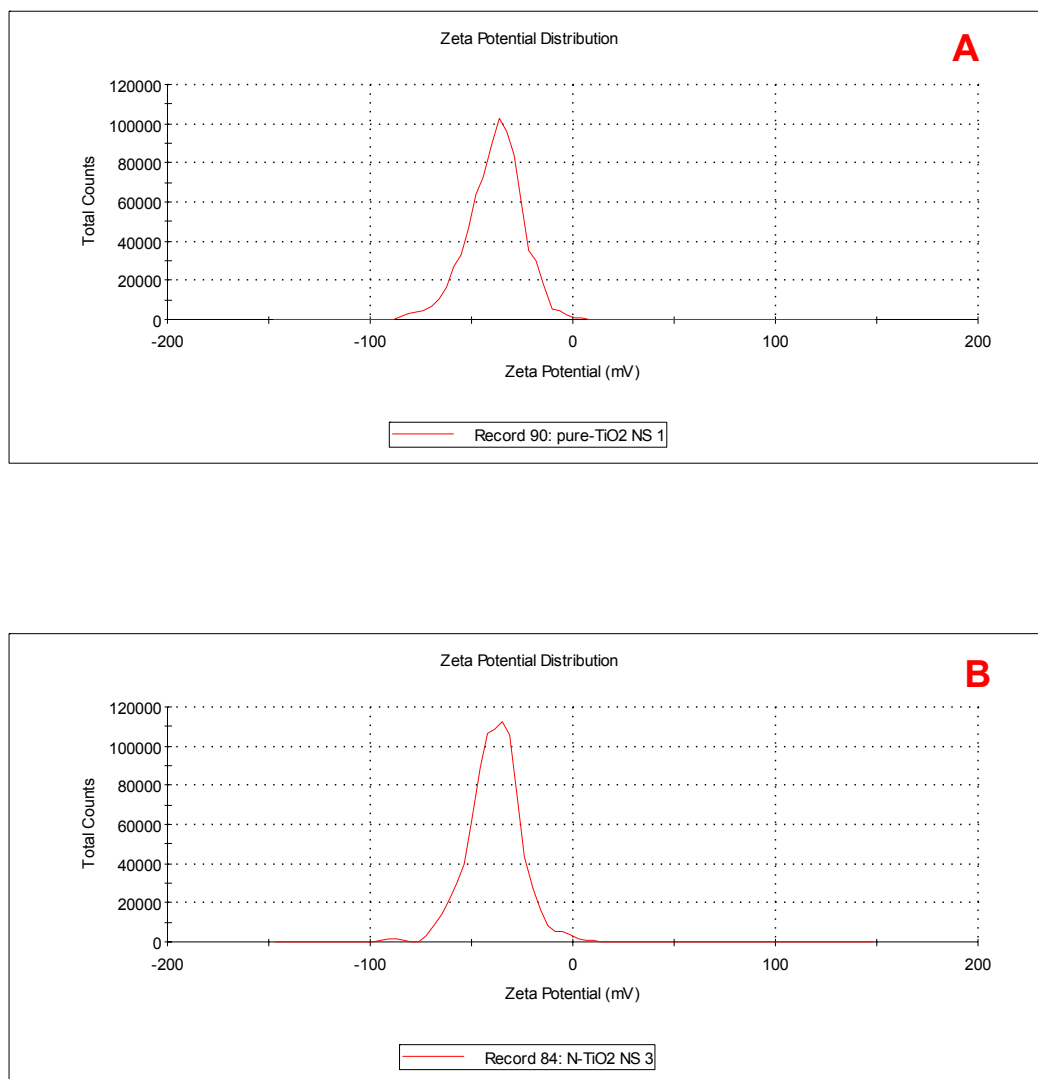 Zeta Potential Distribution
A
120000
100000
80000
60000
40000
20000
0
Total Counts
-200 -100 0 100 200
Zeta Potential (mV)
Record 90: pure-TiO2 NS 1
Zeta Potential Distribution
B
120000
100000
80000
60000
40000
20000
0
Total Counts
-200 -100 0 100 200
Zeta Potential (mV)
Record 84: N-TiO2 NS 3